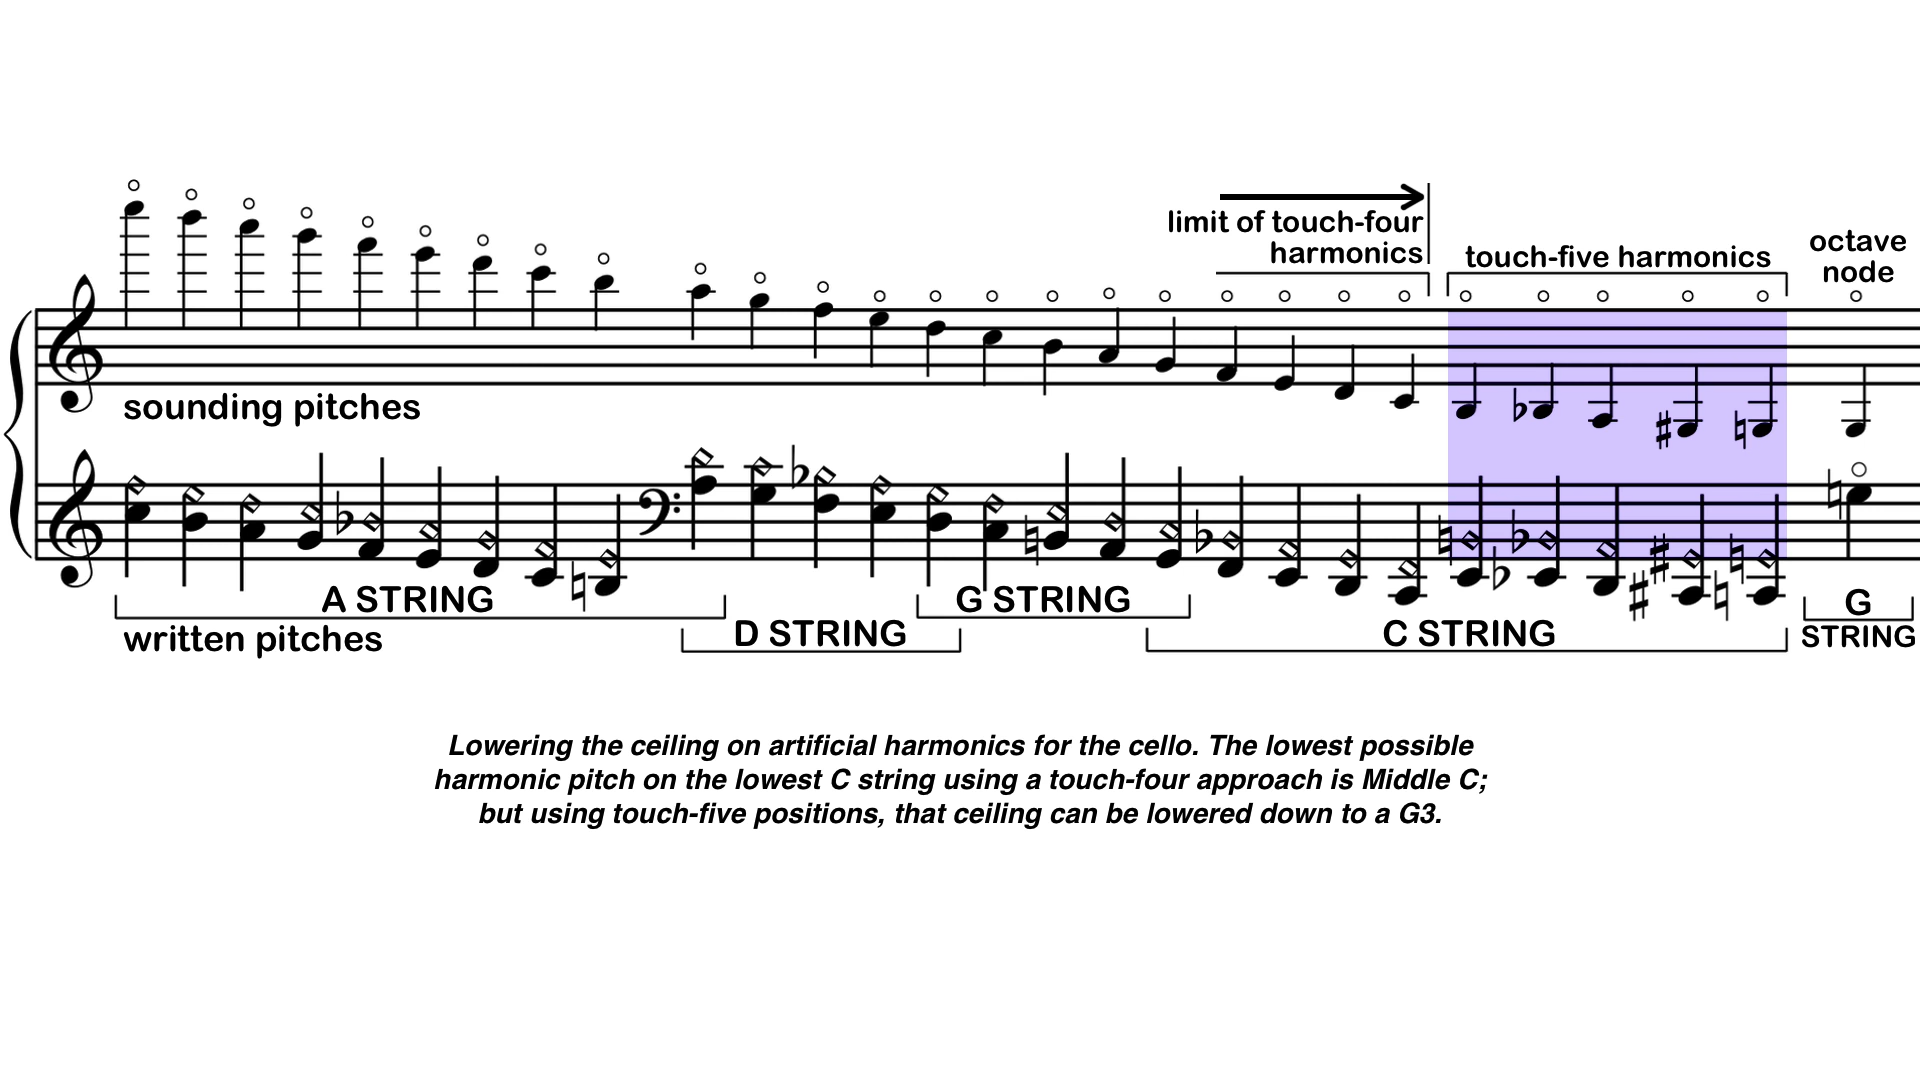 limit of touch-four
harmonics
touch-five harmonics
octave
node
sounding pitches
A STRING
G STRING
G
written pitches
D STRING
C STRING
STRING
Lowering the ceiling on artificial harmonics for the cello. The lowest possible
harmonic pitch on the lowest C string using a touch-four approach is Middle C;
but using touch-five positions, that ceiling can be lowered down to a G3.